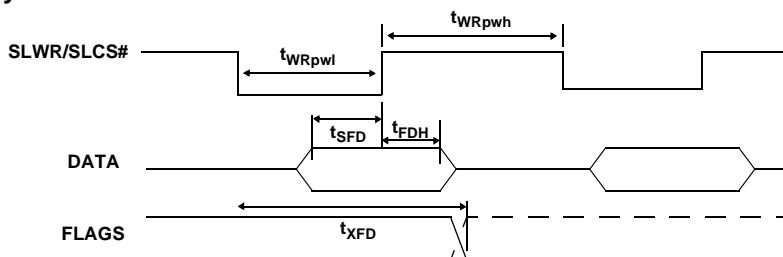 tWRpwh
SLWR/SLCS#
tWRpwl
tSFD
tFDH
DATA
tXFD
FLAGS